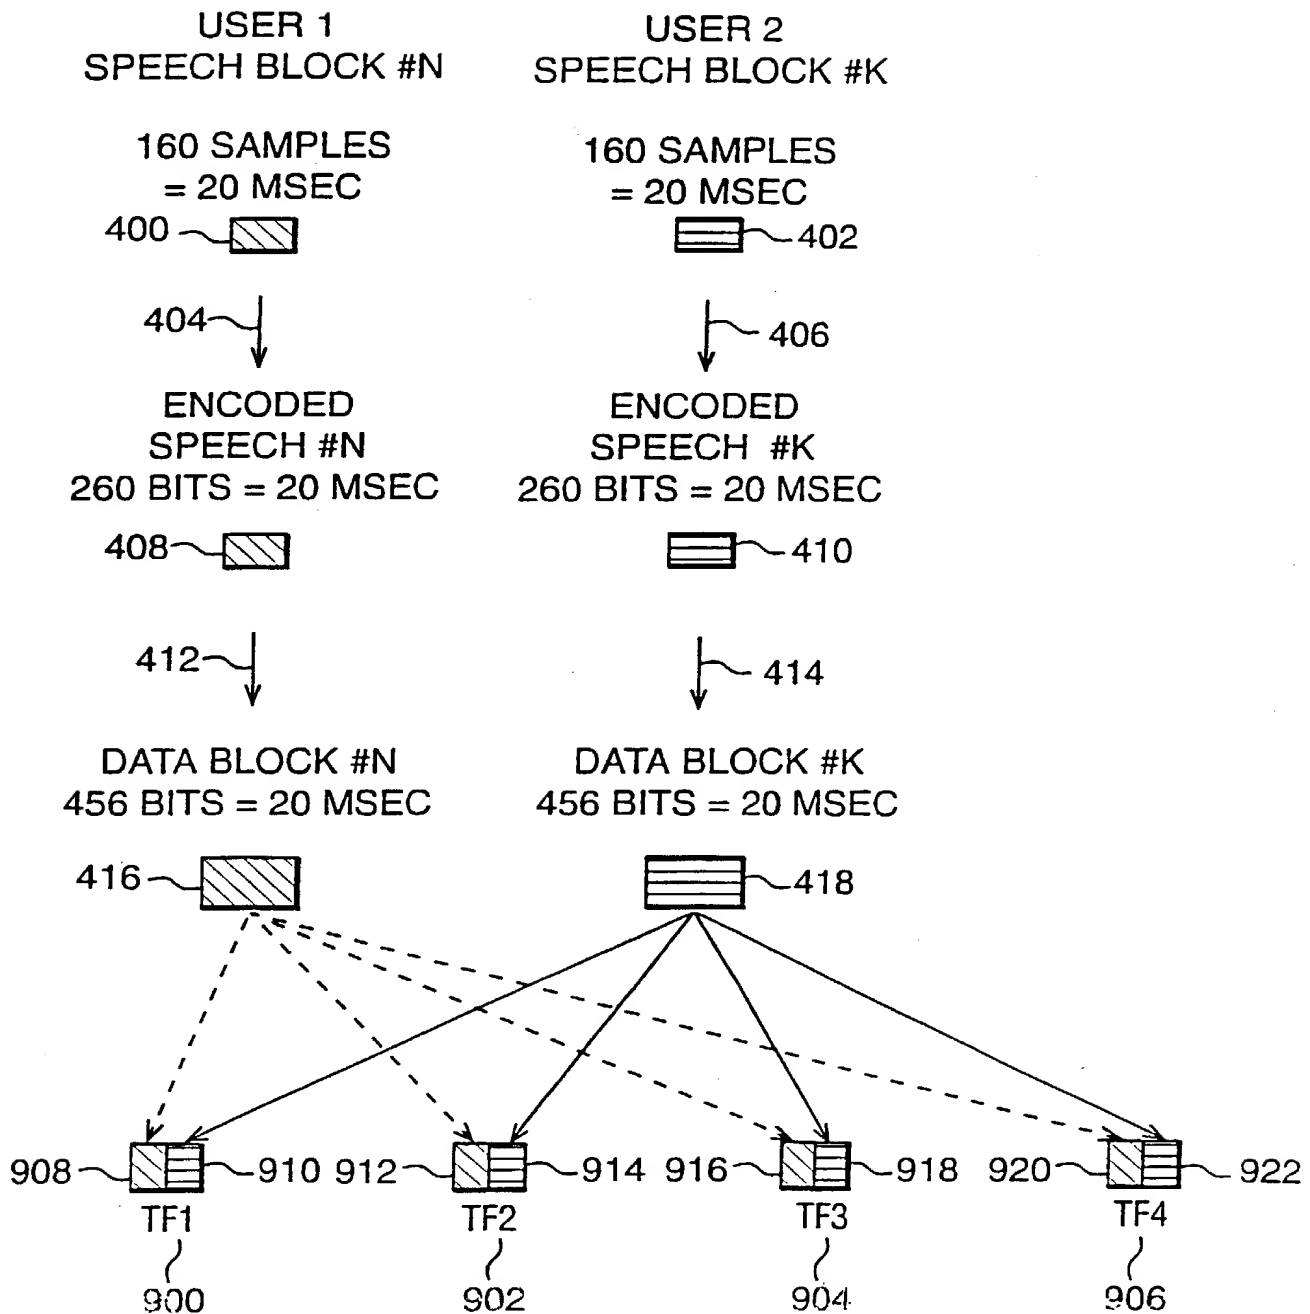 USER 1
SPEECH BLOCK #N
USER 2
SPEECH BLOCK #K
160 SAMPLES
= 20 MSEC
160 SAMPLES
= 20 MSEC
400
402
404
406
ENCODED
SPEECH #N
260 BITS = 20 MSEC
ENCODED
SPEECH #K
260 BITS = 20 MSEC
408
410
412
414
DATA BLOCK #N
456 BITS = 20 MSEC
DATA BLOCK #K
456 BITS = 20 MSEC
416
418
908
910
912
914
916
918
920
922
TF1
TF2
TF3
TF4
900
902
904
906